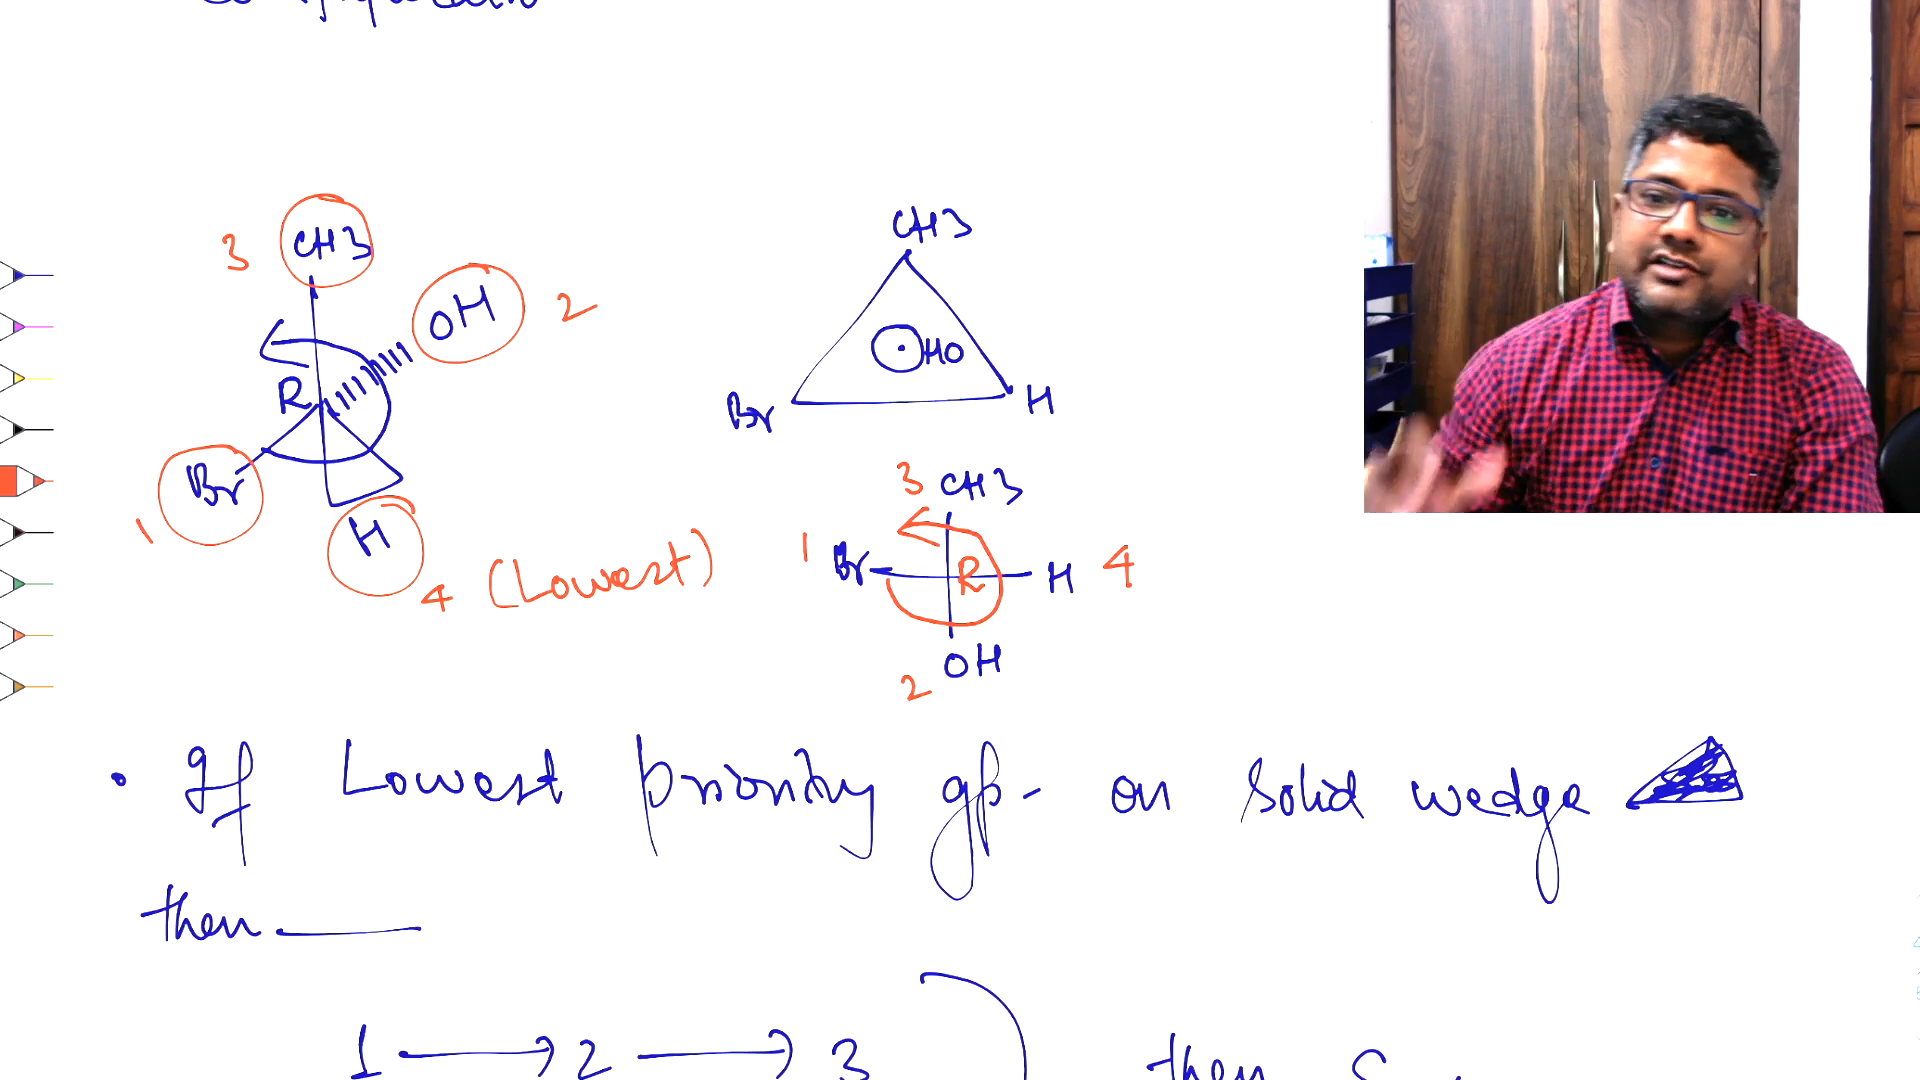 3 CH3
OH 2
R
1 Br
H
4 (Lowest)
CH3
HO
Br H
3 CH3
1 Br R H 4
OH
2
• If Lowest priority gp- on Solid wedge
then
1 → 2 → 3 then S